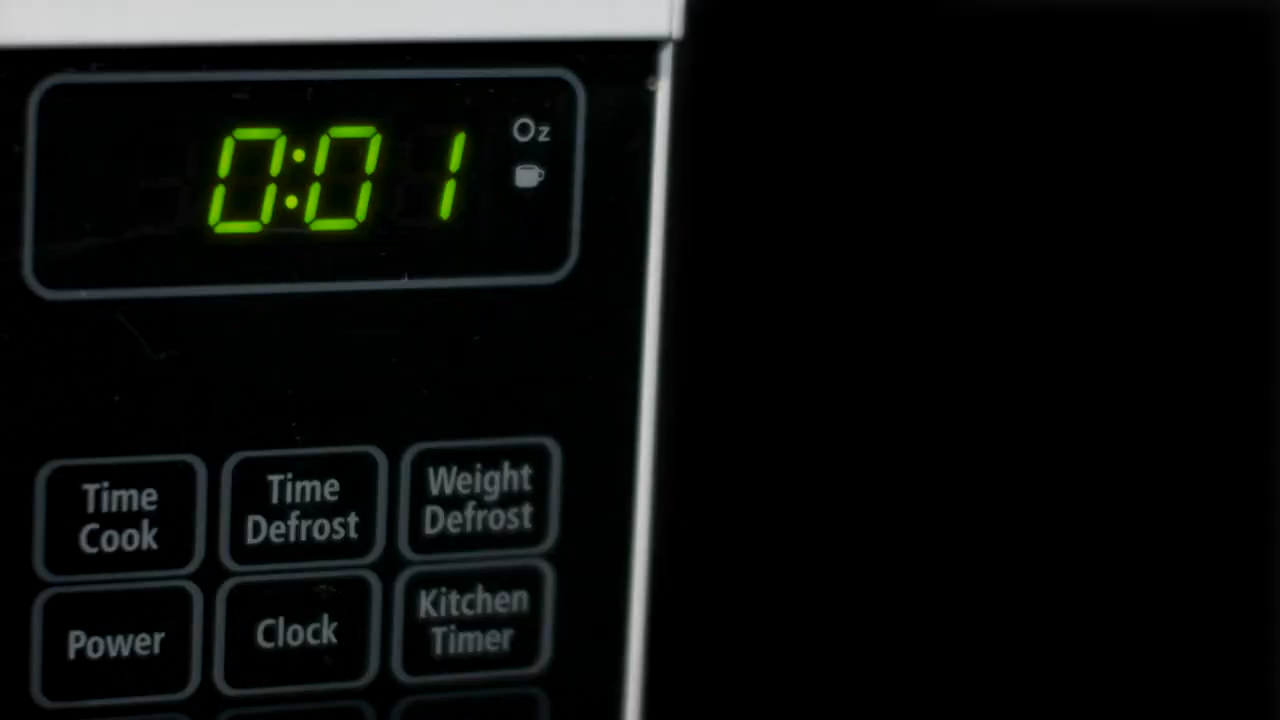 0:01
Oz
Time
Cook
Time
Defrost
Weight
Defrost
Power
Clock
Kitchen
Timer